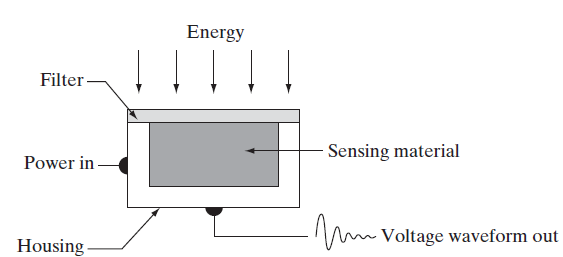 Energy
Filter
Sensing material
Power in
Voltage waveform out
Housing